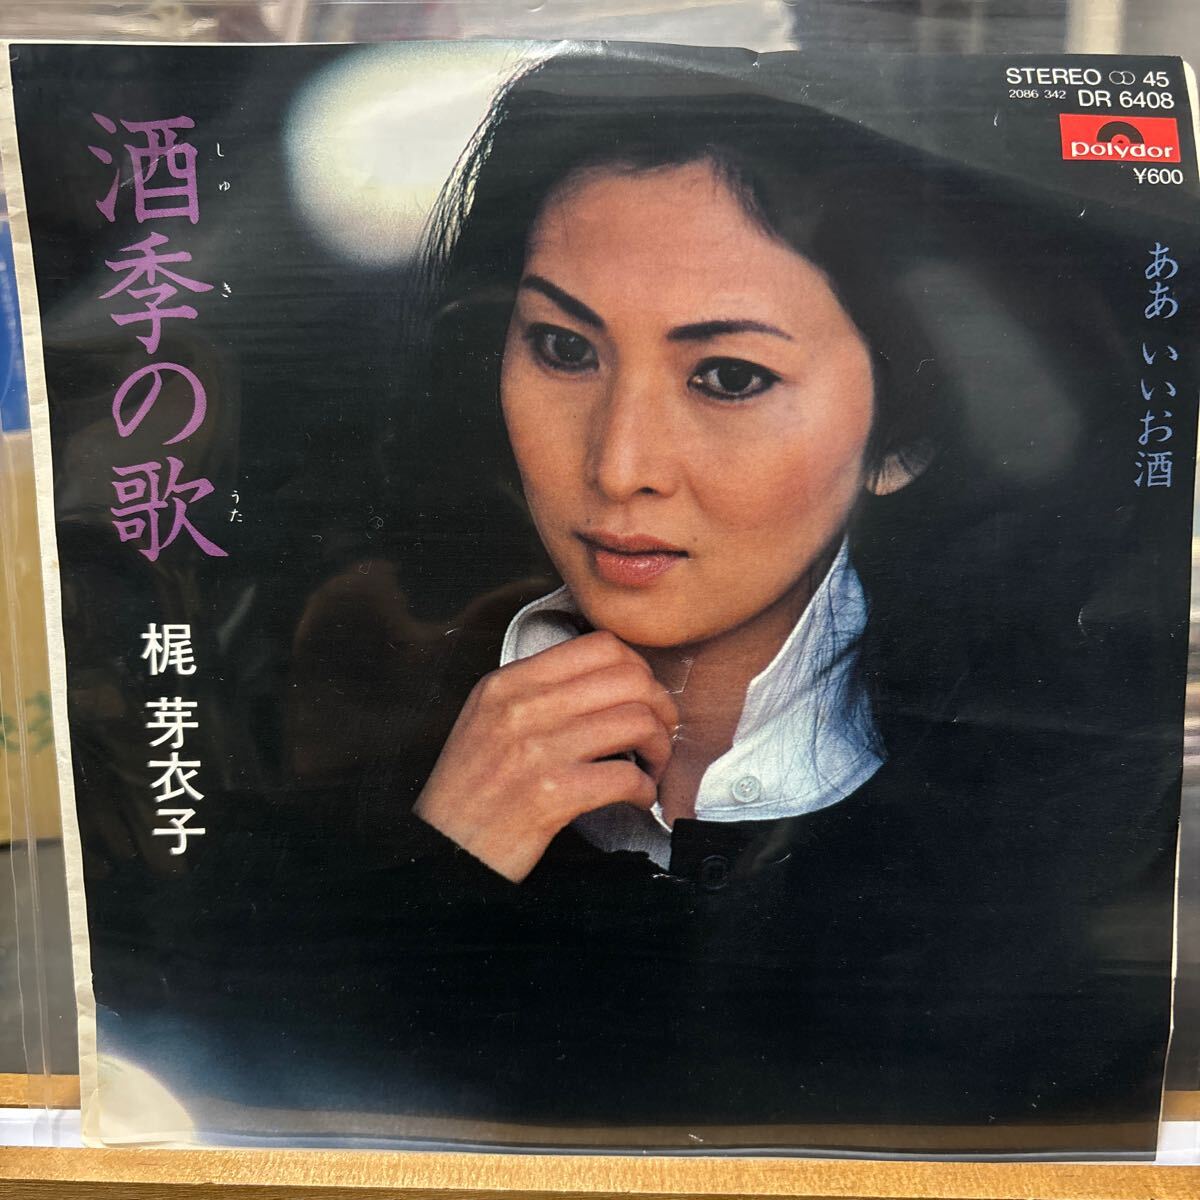 STEREO 45
2086 342 DR 6408
polydor
¥600
酒季の歌
しゅ
き
うた
梶 芽衣子
ああ いいお酒